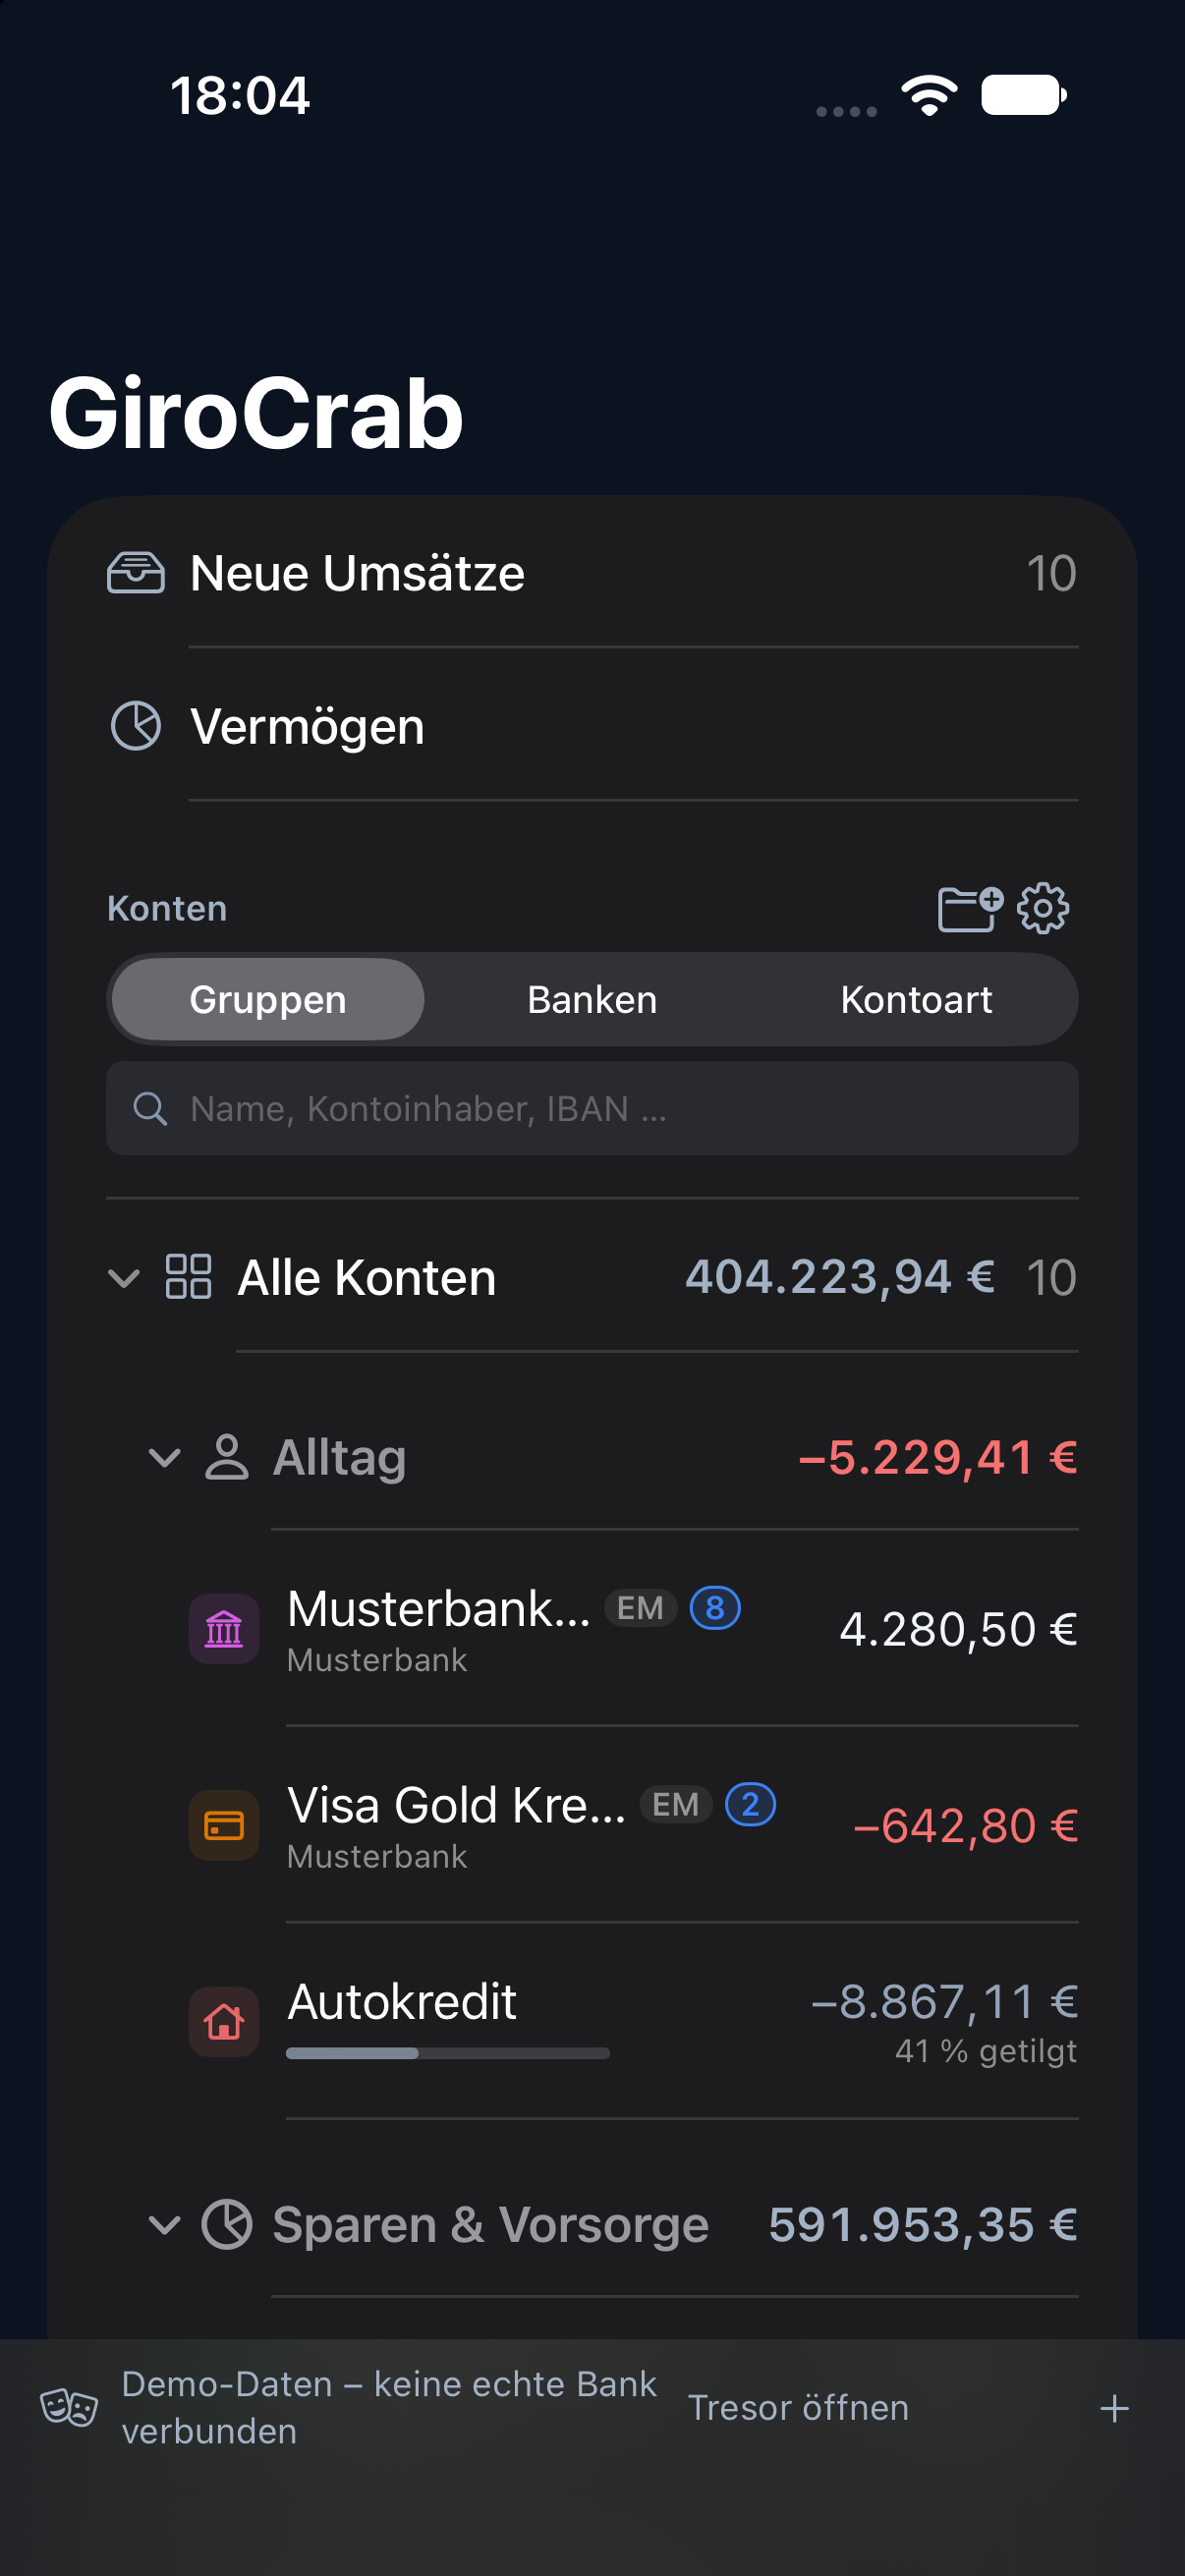 18:04
GiroCrab
Neue Umsätze 10
Vermögen
Konten
Gruppen Banken Kontoart
Name, Kontoinhaber, IBAN ...
Alle Konten 404.223,94 € 10
Alltag –5.229,41 €
Musterbank... EM 8 4.280,50 €
Musterbank
Visa Gold Kre... EM 2 –642,80 €
Musterbank
Autokredit –8.867,11 €
41 % getilgt
Sparen & Vorsorge 591.953,35 €
Demo-Daten – keine echte Bank
verbunden
Tresor öffnen